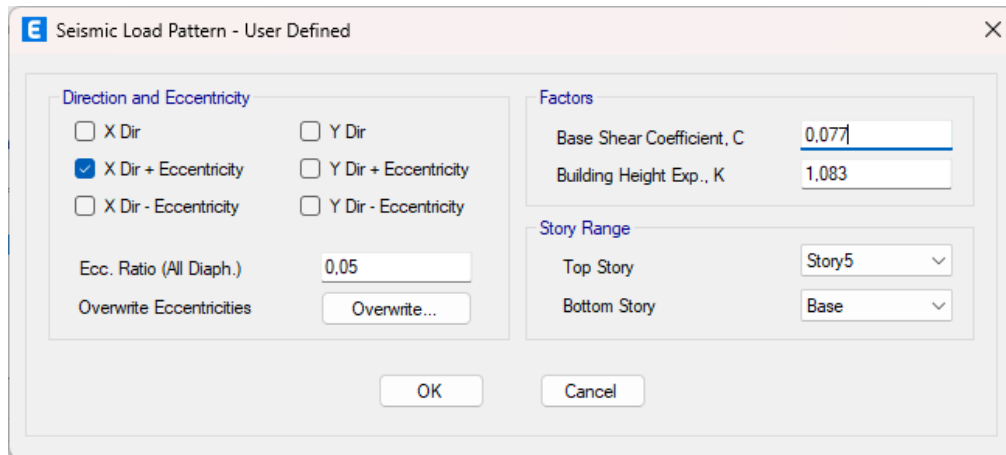 E Seismic Load Pattern - User Defined
Direction and Eccentricity
X Dir
Y Dir
X Dir + Eccentricity
Y Dir + Eccentricity
X Dir - Eccentricity
Y Dir - Eccentricity
Ecc. Ratio (All Diaph.)
0,05
Overwrite Eccentricities
Overwrite...
Factors
Base Shear Coefficient, C
0,077
Building Height Exp., K
1,083
Story Range
Top Story
Story5
Bottom Story
Base
OK
Cancel